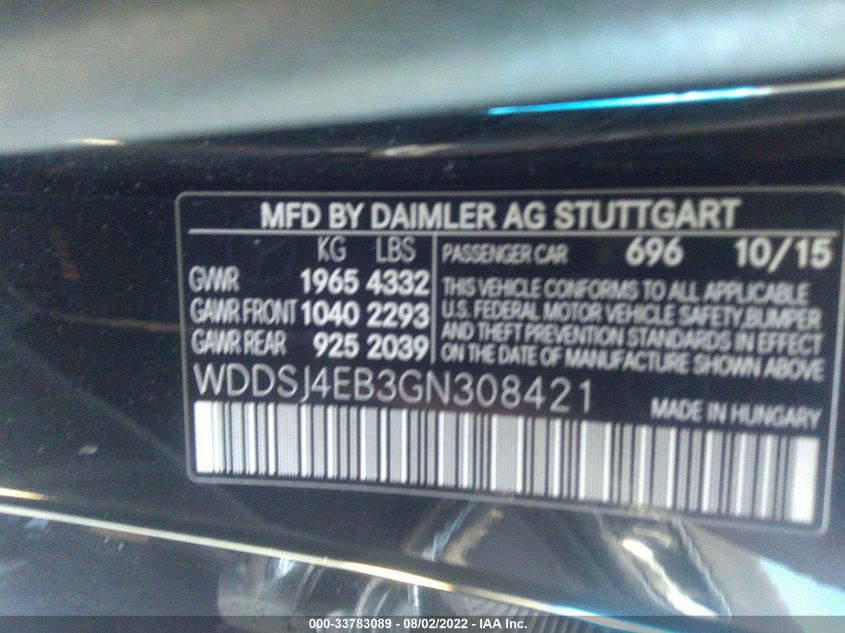 MFD BY DAIMLER AG STUTTGART
KG LBS
GVWR 1965 4332
GAWR FRONT 1040 2293
GAWR REAR 925 2039
PASSENGER CAR 696 10/15
THIS VEHICLE CONFORMS TO ALL APPLICABLE
U.S. FEDERAL MOTOR VEHICLE SAFETY,BUMPER
AND THEFT PREVENTION STANDARDS IN EFFECT
ON THE DATE OF MANUFACTURE SHOWN ABOVE
WDDSJ4EB3GN308421
MADE IN HUNGARY
000-33783089 - 08/02/2022 - IAA Inc.